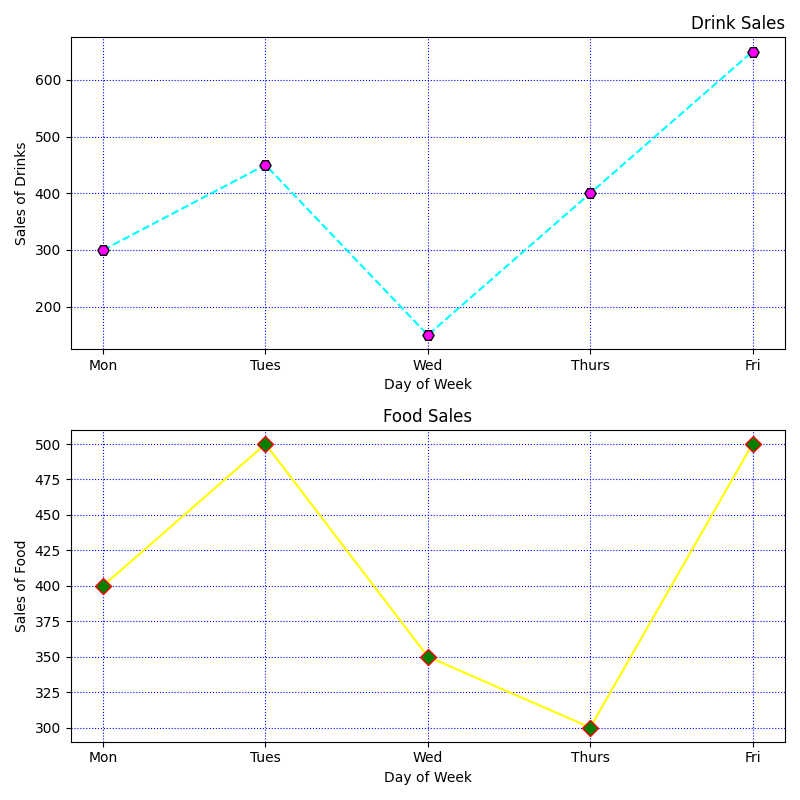 Drink Sales
600
500
400
300
200
Sales of Drinks
Mon Tues Wed Thurs Fri
Day of Week
Food Sales
500
475
450
425
400
375
350
325
300
Sales of Food
Mon Tues Wed Thurs Fri
Day of Week